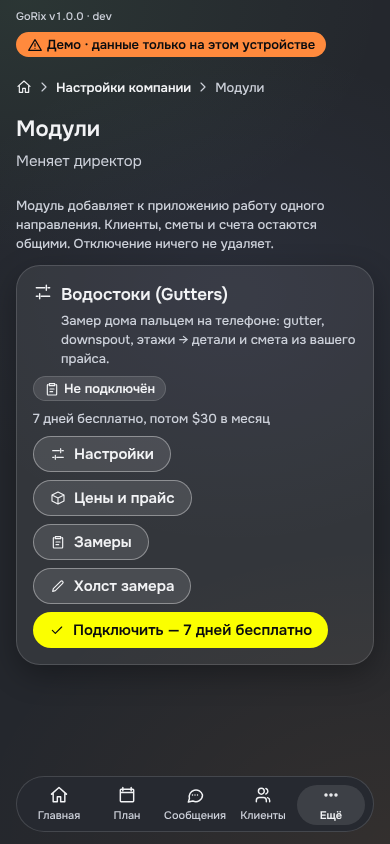 GoRix v1.0.0 · dev
Демо · данные только на этом устройстве
Настройки компании
Модули
Модули
Меняет директор
Модуль добавляет к приложению работу одного
направления. Клиенты, сметы и счета остаются
общими. Отключение ничего не удаляет.
Водостоки (Gutters)
Замер дома пальцем на телефоне: gutter,
downspout, этажи → детали и смета из вашего
прайса.
Не подключён
7 дней бесплатно, потом $30 в месяц
Настройки
Цены и прайс
Замеры
Холст замера
Подключить — 7 дней бесплатно
Главная
План
Сообщения
Клиенты
Ещё